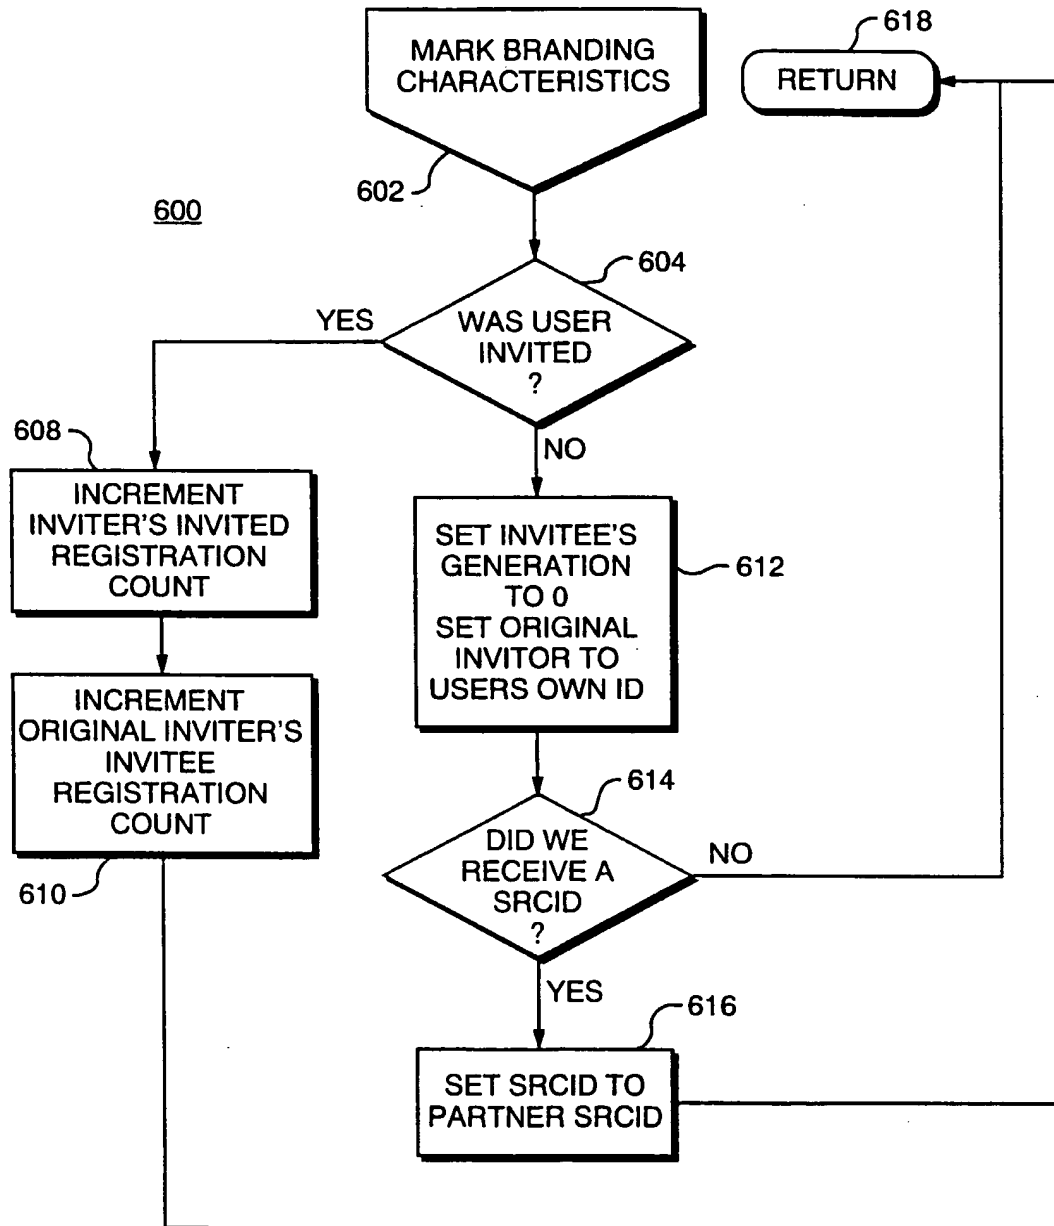 MARK BRANDING
CHARACTERISTICS
618
RETURN
602
600
604
WAS USER
INVITED
?
YES
NO
608
INCREMENT
INVITER'S INVITED
REGISTRATION
COUNT
SET INVITEE'S
GENERATION
TO 0
SET ORIGINAL
INVITOR TO
USERS OWN ID
612
INCREMENT
ORIGINAL INVITER'S
INVITEE
REGISTRATION
COUNT
610
614
DID WE
RECEIVE A
SRCID
?
NO
YES
616
SET SRCID TO
PARTNER SRCID